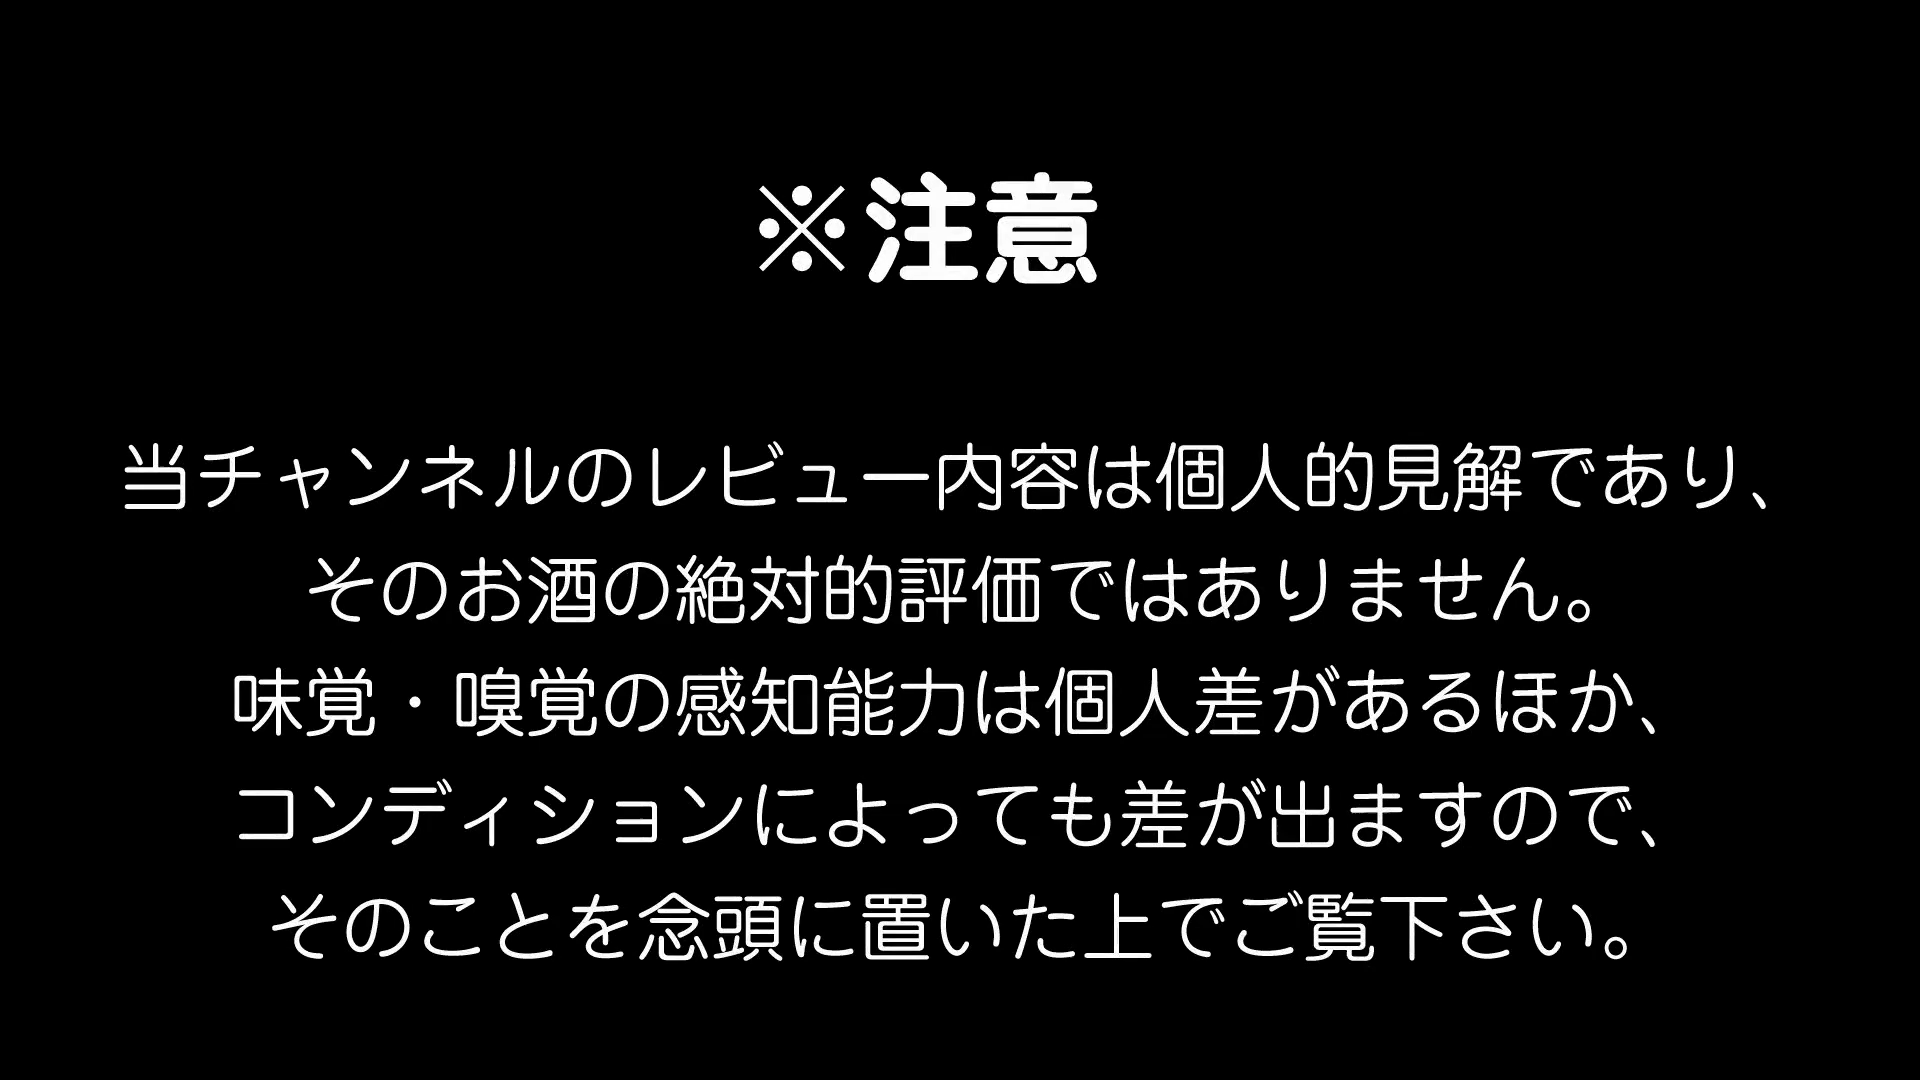 ※注意
当チャンネルのレビュー内容は個人的見解であり、
そのお酒の絶対的評価ではありません。
味覚・嗅覚の感知能力は個人差があるほか、
コンディションによっても差が出ますので、
そのことを念頭に置いた上でご覧下さい。